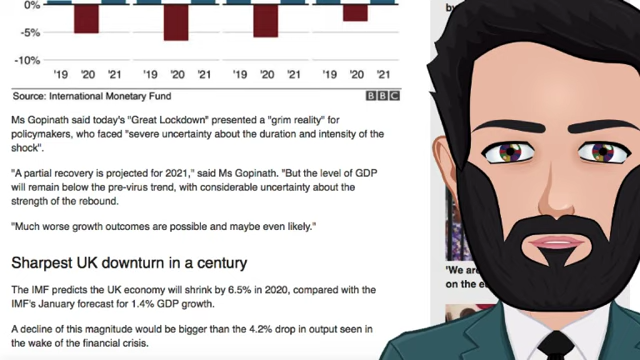 0%
-5%
-10%
'19 '20 '21 '19 '20 '21 '19 '20 '21 '19 '20 '21
Source: International Monetary Fund
BBC
Ms Gopinath said today's "Great Lockdown" presented a "grim reality" for
policymakers, who faced "severe uncertainty about the duration and intensity of the
shock".
"A partial recovery is projected for 2021," said Ms Gopinath. "But the level of GDP
will remain below the pre-virus trend, with considerable uncertainty about the
strength of the rebound.
"Much worse growth outcomes are possible and maybe even likely."
Sharpest UK downturn in a century
The IMF predicts the UK economy will shrink by 6.5% in 2020, compared with the
IMF's January forecast for 1.4% GDP growth.
A decline of this magnitude would be bigger than the 4.2% drop in output seen in
the wake of the financial crisis.
by
'We are
on the